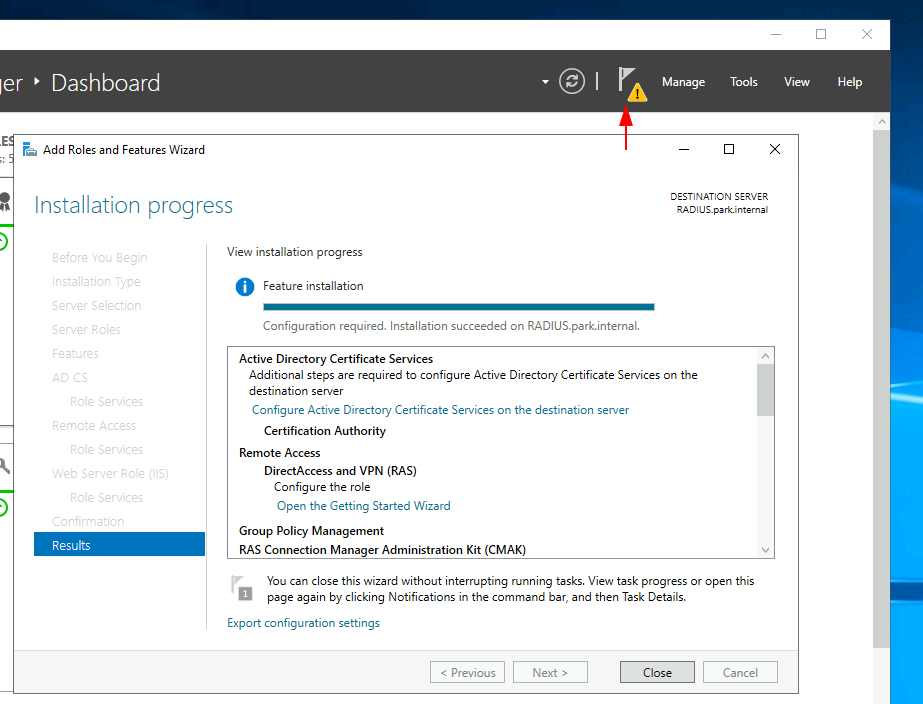 Dashboard
Manage
Tools
View
Help
Add Roles and Features Wizard
Installation progress
DESTINATION SERVER
RADIUS.park.internal
Before You Begin
Installation Type
Server Selection
Server Roles
Features
AD CS
Role Services
Remote Access
Role Services
Web Server Role (IIS)
Role Services
Confirmation
Results
View installation progress
Feature installation
Configuration required. Installation succeeded on RADIUS.park.internal.
Active Directory Certificate Services
Additional steps are required to configure Active Directory Certificate Services on the
destination server
Configure Active Directory Certificate Services on the destination server
Certification Authority
Remote Access
DirectAccess and VPN (RAS)
Configure the role
Open the Getting Started Wizard
Group Policy Management
RAS Connection Manager Administration Kit (CMAK)
1
You can close this wizard without interrupting running tasks. View task progress or open this
page again by clicking Notifications in the command bar, and then Task Details.
Export configuration settings
< Previous
Next >
Close
Cancel